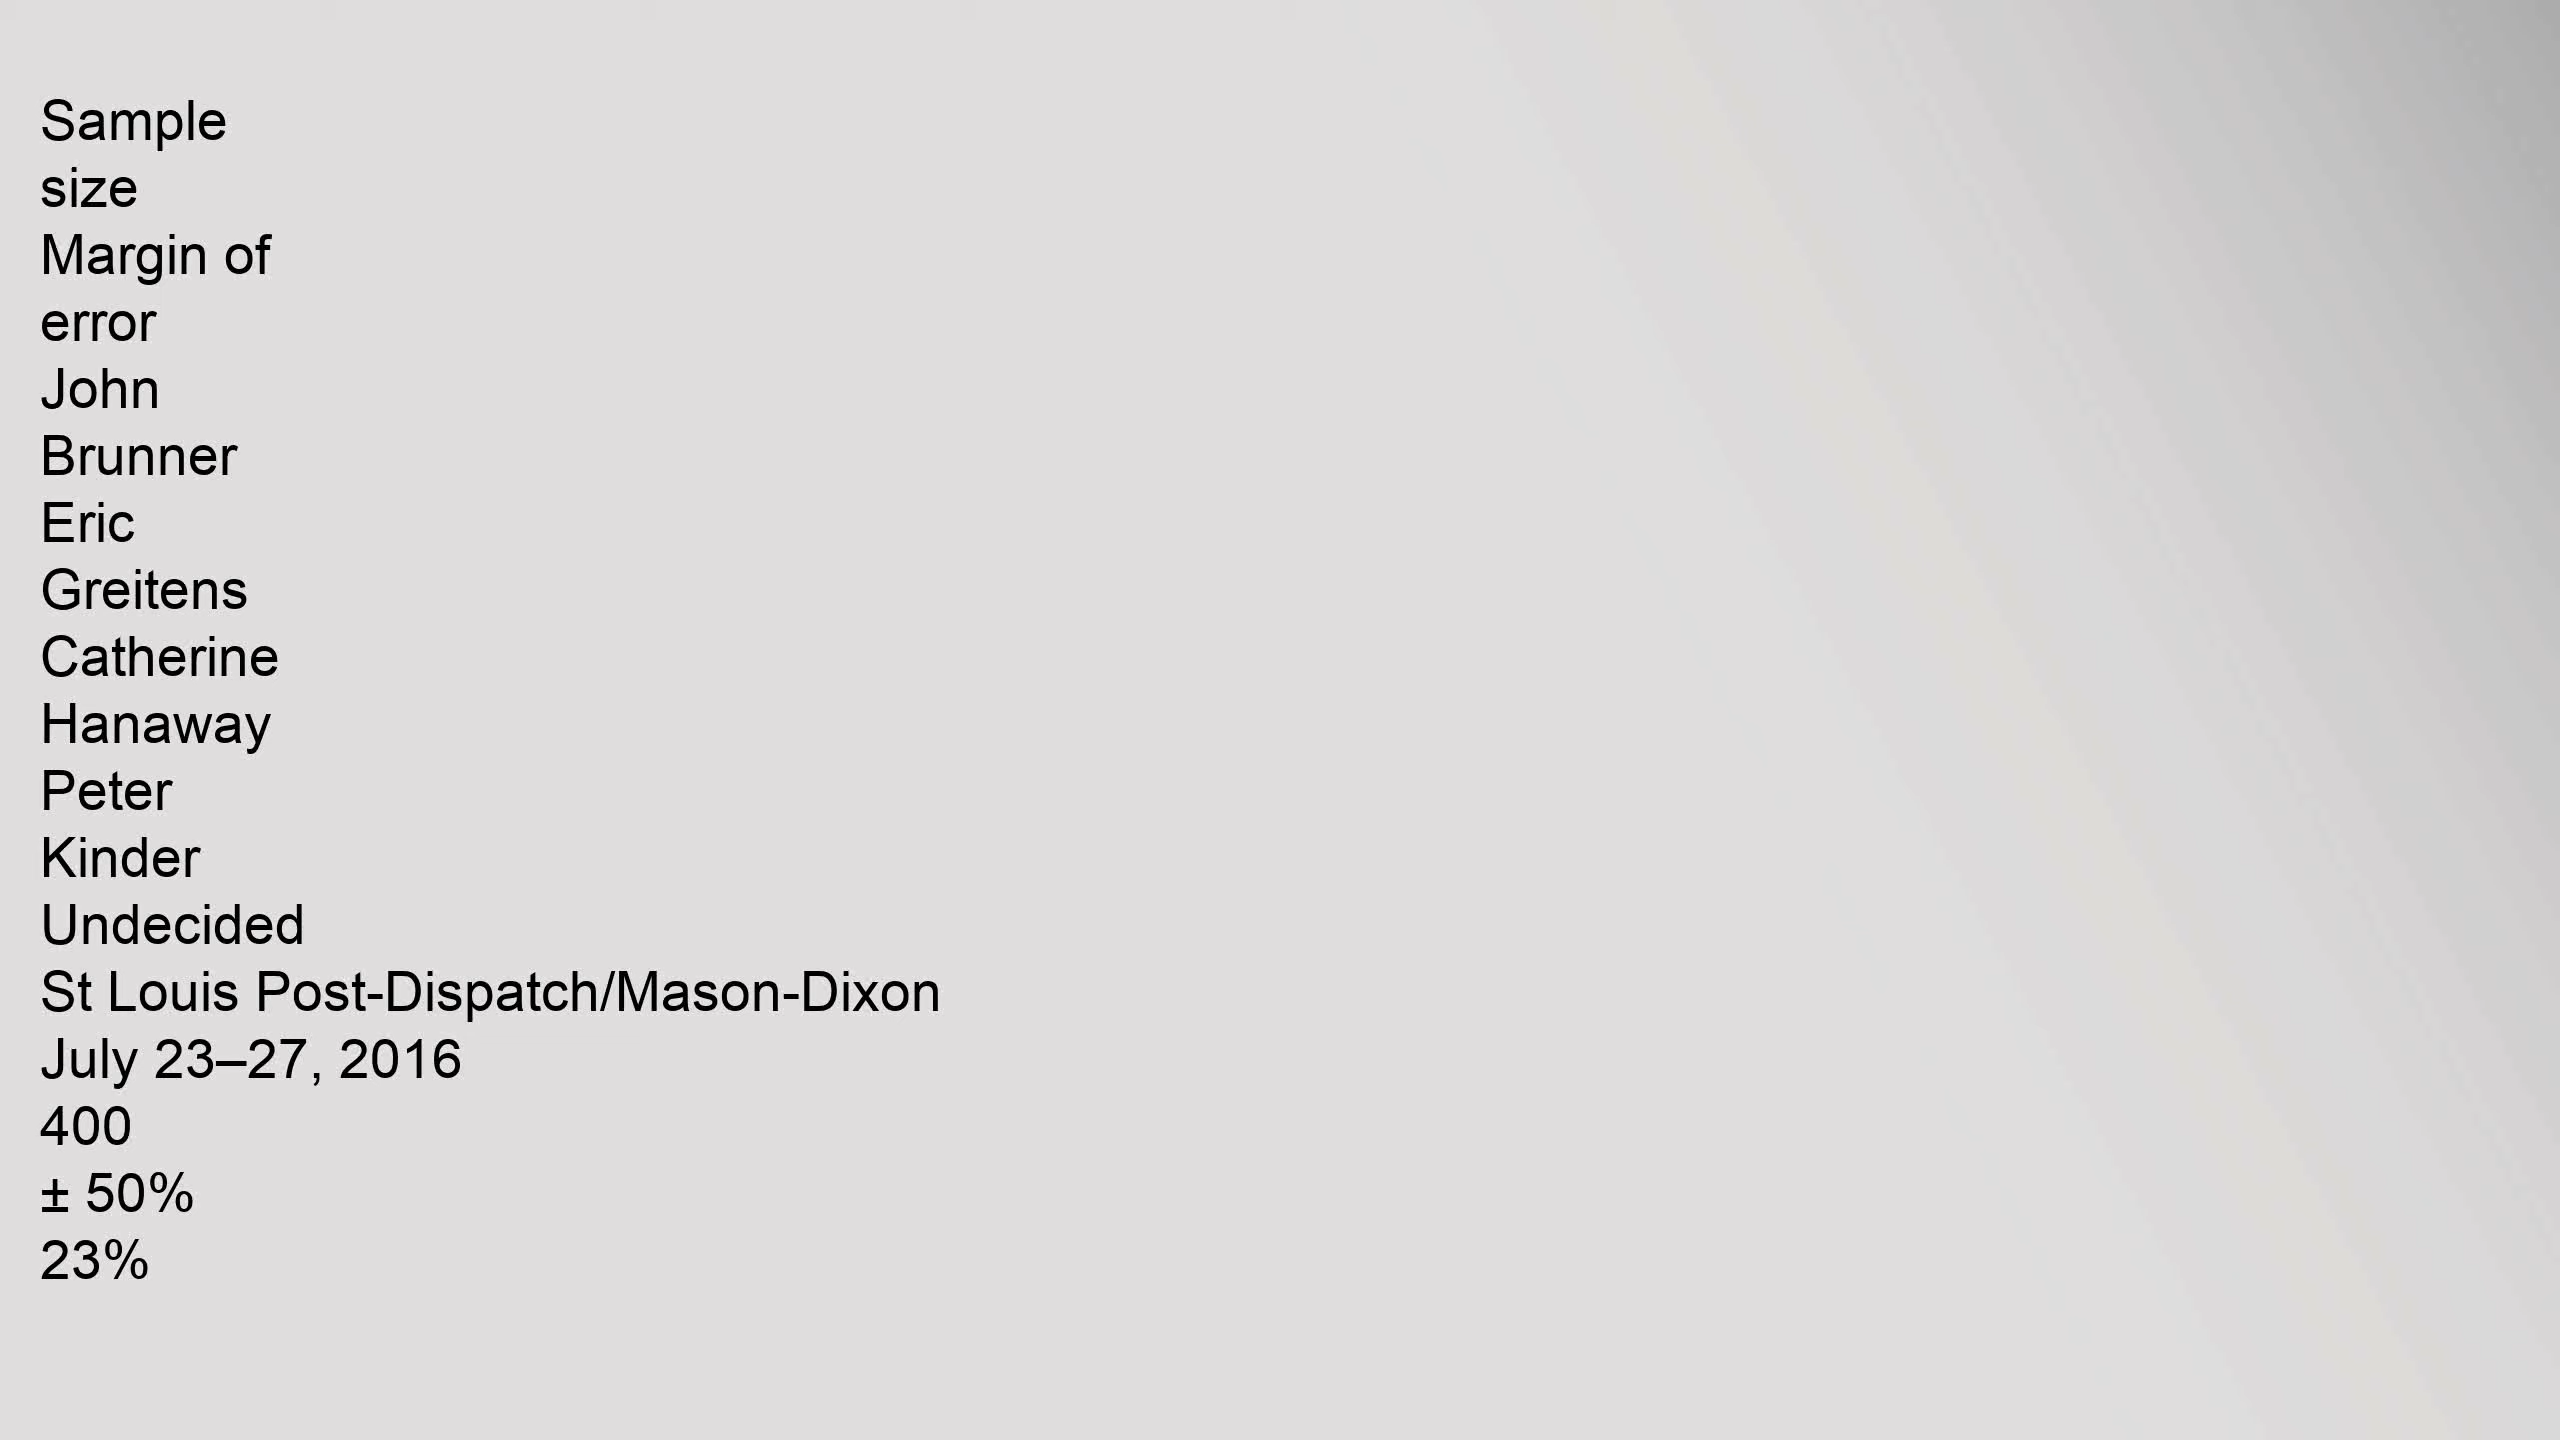 Sample
size
Margin of
error
John
Brunner
Eric
Greitens
Catherine
Hanaway
Peter
Kinder
Undecided
St Louis Post-Dispatch/Mason-Dixon
July 23–27, 2016
400
± 50%
23%